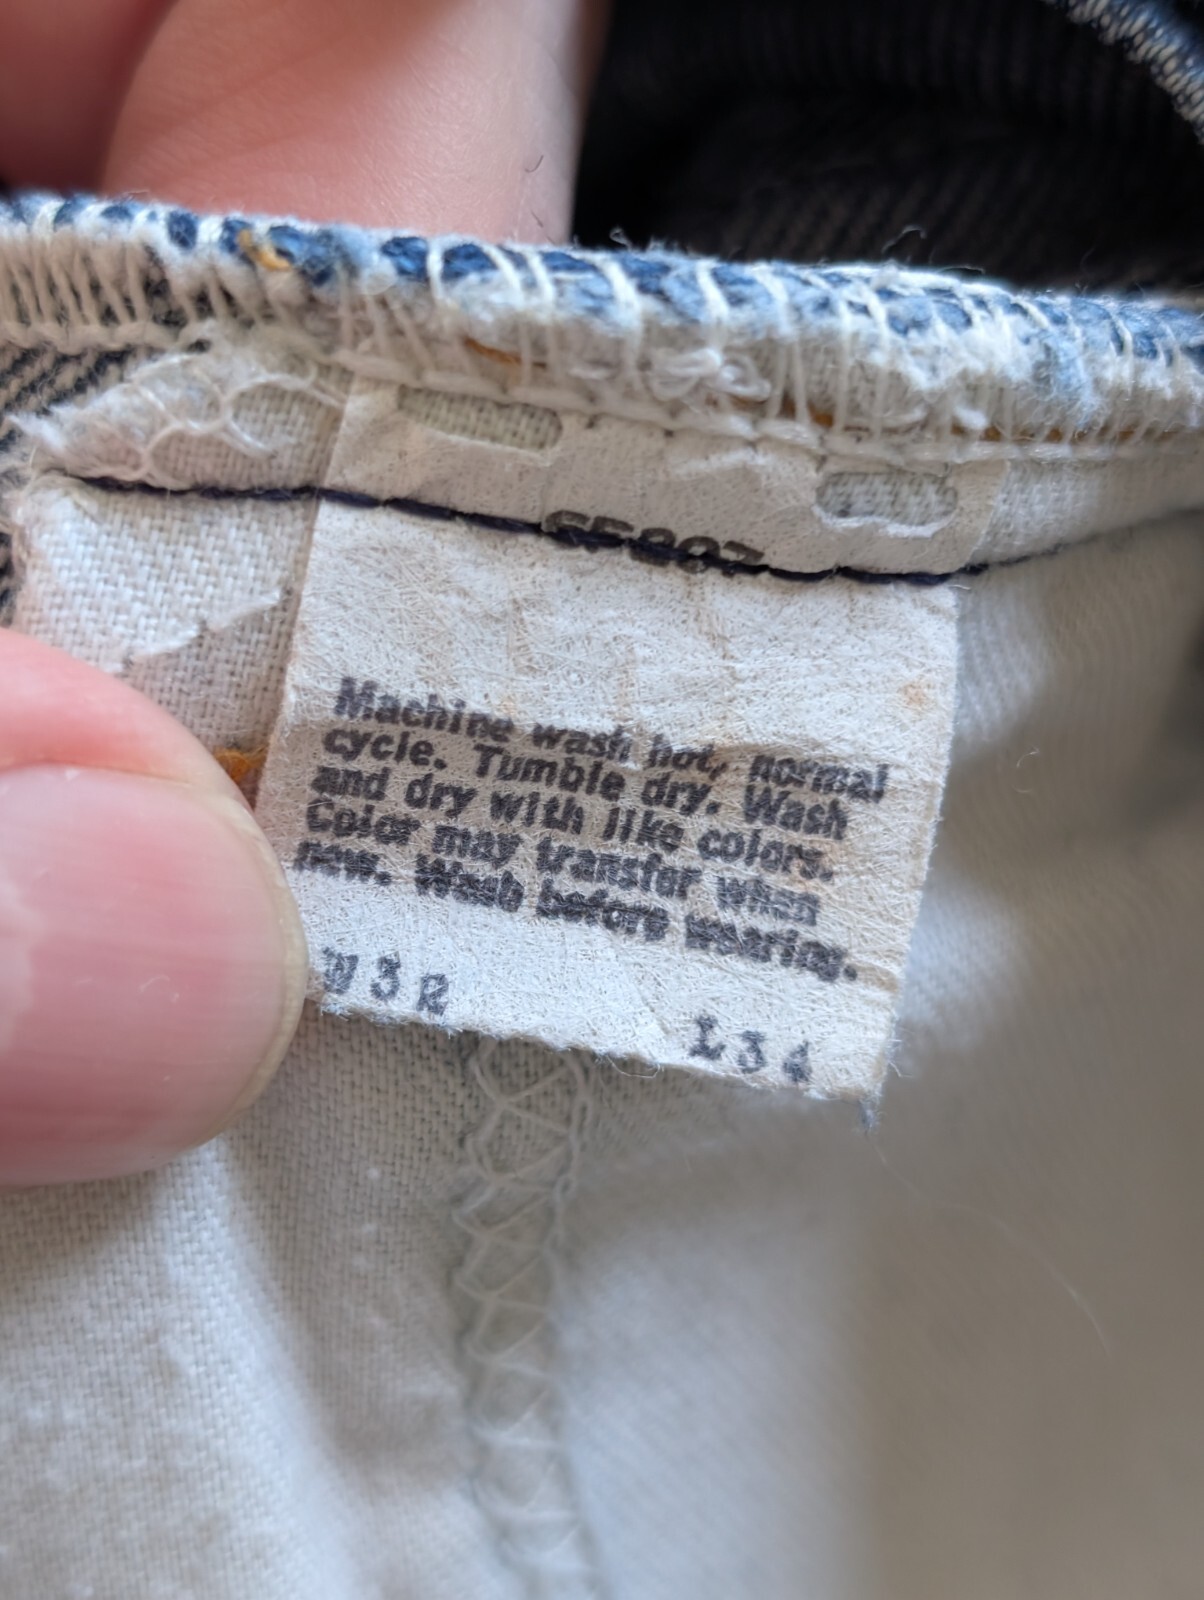 Machine wash hot, normal
cycle. Tumble dry. Wash
and dry with like colors.
Color may transfer when
new. Wash before wearing.
L34